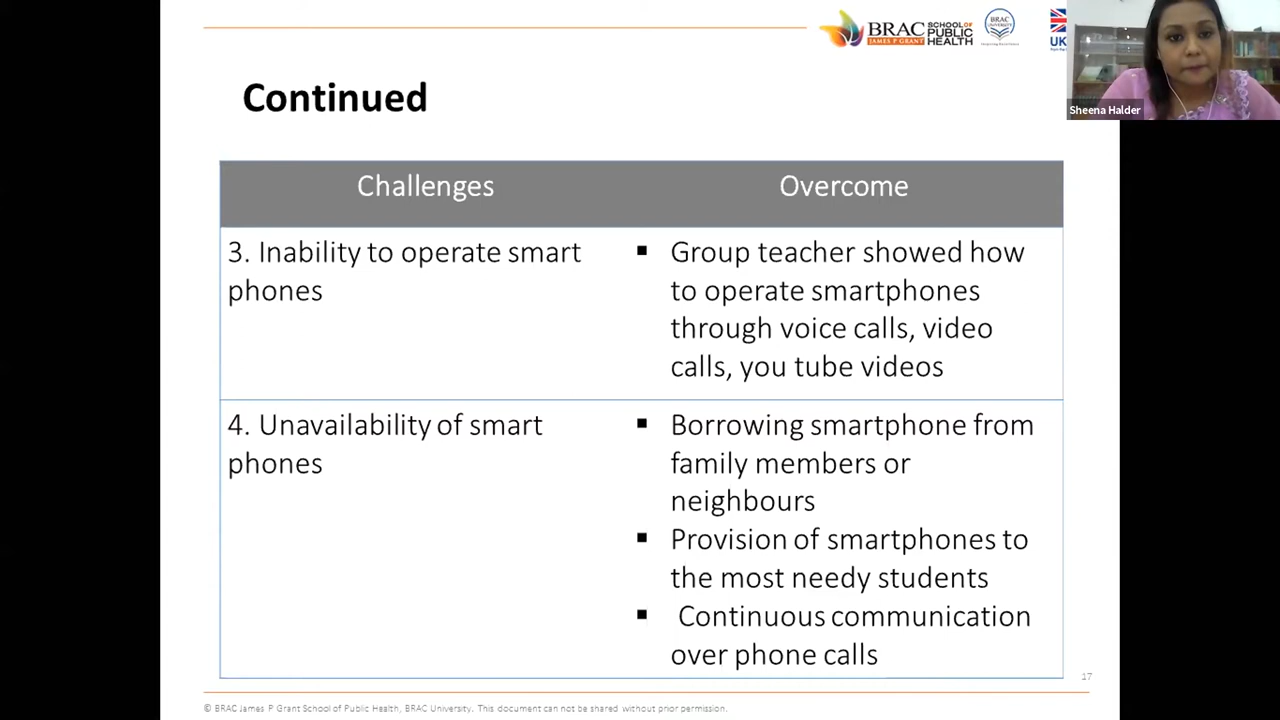 BRAC
JAMES P GRANT
SCHOOL OF
PUBLIC
HEALTH
BRAC
UNIVERSITY
UK
Sheena Halder
Continued
Challenges
Overcome
3. Inability to operate smart
phones
▪ Group teacher showed how
to operate smartphones
through voice calls, video
calls, you tube videos
4. Unavailability of smart
phones
▪ Borrowing smartphone from
family members or
neighbours
▪ Provision of smartphones to
the most needy students
▪ Continuous communication
over phone calls
17
© BRAC James P Grant School of Public Health, BRAC University. This document can not be shared without prior permission.